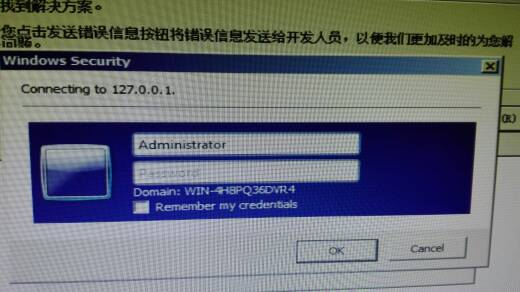 找到解决方案。
您点击发送错误信息按钮将错误信息发送给开发人员，以便我们更加及时的为您解
问题。
Windows Security
Connecting to 127.0.0.1.
(R)
Administrator
Password
Domain: WIN-4H8PQ36DVR4
Remember my credentials
OK
Cancel